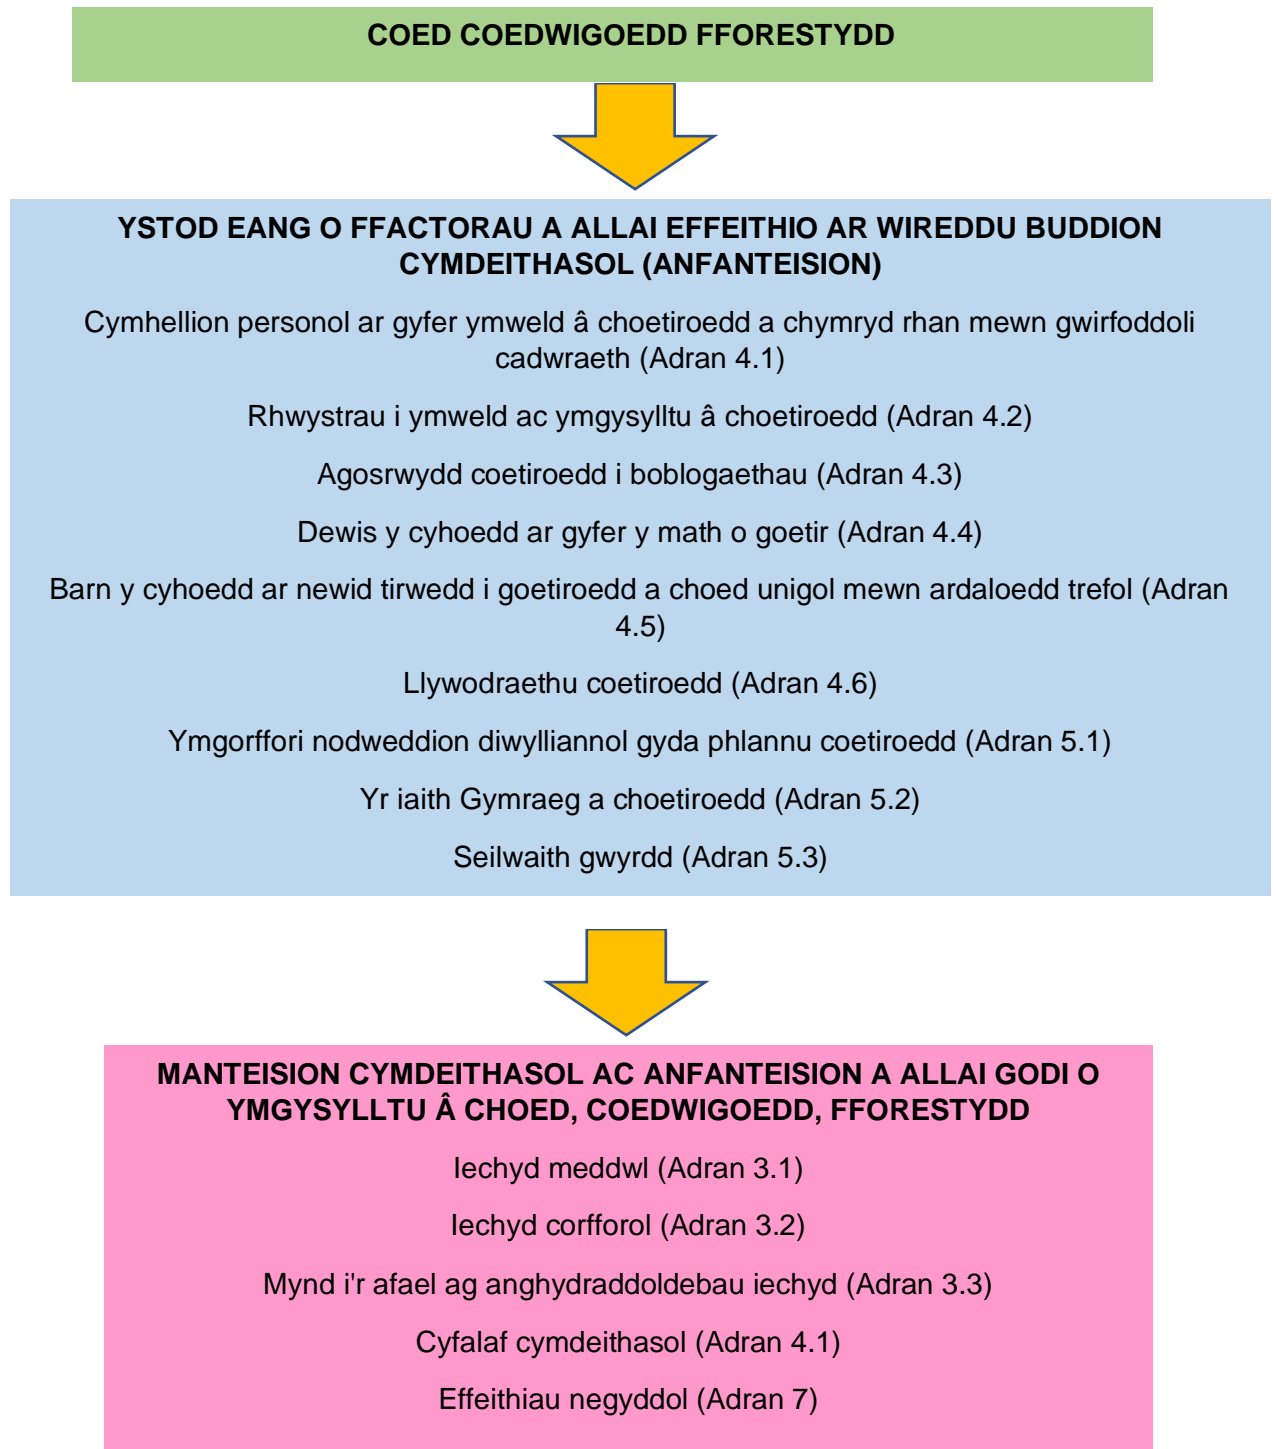 COED COEDWIGOEDD FFORESTYDD
YSTOD EANG O FFACTORAU A ALLAI EFFEITHIO AR WIREDDU BUDDION
CYMDEITHASOL (ANFANTEISION)
Cymhellion personol ar gyfer ymweld â choetiroedd a chymryd rhan mewn gwirfoddoli
cadwraeth (Adran 4.1)
Rhwystrau i ymweld ac ymgysylltu â choetiroedd (Adran 4.2)
Agosrwydd coetiroedd i boblogaethau (Adran 4.3)
Dewis y cyhoedd ar gyfer y math o goetir (Adran 4.4)
Barn y cyhoedd ar newid tirwedd i goetiroedd a choed unigol mewn ardaloedd trefol (Adran
4.5)
Llywodraethu coetiroedd (Adran 4.6)
Ymgorffori nodweddion diwylliannol gyda phlannu coetiroedd (Adran 5.1)
Yr iaith Gymraeg a choetiroedd (Adran 5.2)
Seilwaith gwyrdd (Adran 5.3)
MANTEISION CYMDEITHASOL AC ANFANTEISION A ALLAI GODI O
YMGYSYLLTU Â CHOED, COEDWIGOEDD, FFORESTYDD
Iechyd meddwl (Adran 3.1)
Iechyd corfforol (Adran 3.2)
Mynd i'r afael ag anghydraddoldebau iechyd (Adran 3.3)
Cyfalaf cymdeithasol (Adran 4.1)
Effeithiau negyddol (Adran 7)